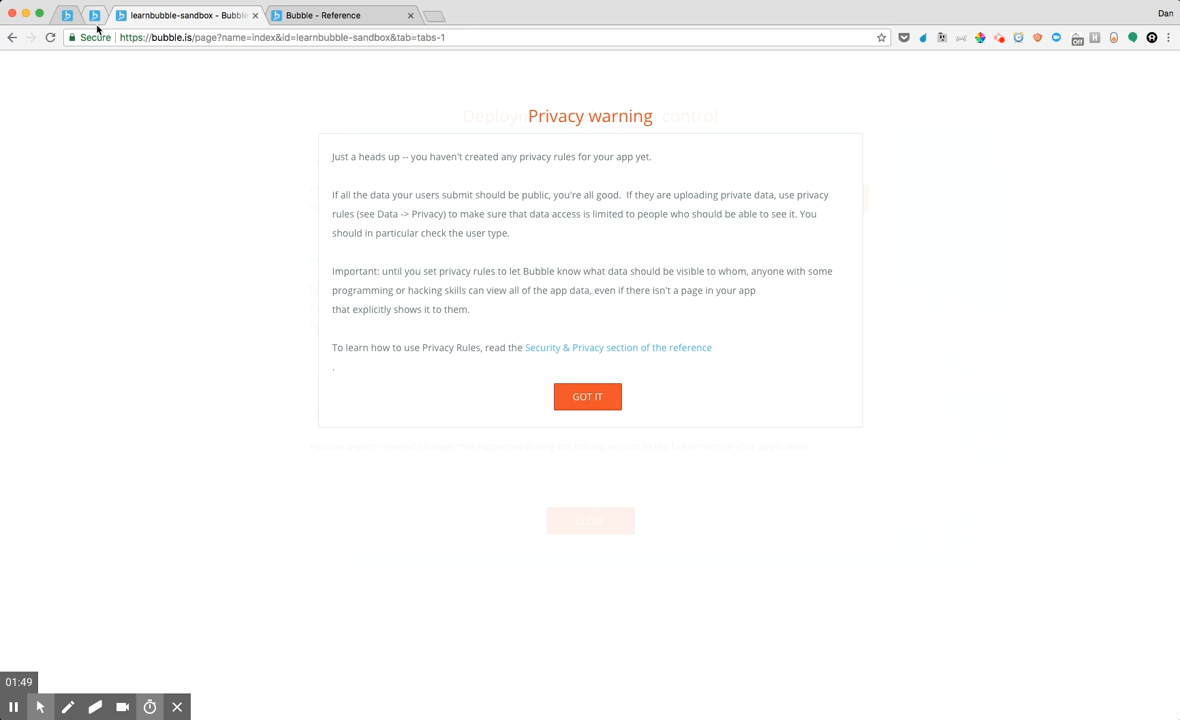 learnbubble-sandbox - Bubble
Bubble - Reference
Dan
Secure
https://bubble.is/page?name=index&id=learnbubble-sandbox&tab=tabs-1
Off
Privacy warning
control
Just a heads up -- you haven't created any privacy rules for your app yet.
If all the data your users submit should be public, you're all good. If they are uploading private data, use privacy
rules (see Data -> Privacy) to make sure that data access is limited to people who should be able to see it. You
should in particular check the user type.
Important: until you set privacy rules to let Bubble know what data should be visible to whom, anyone with some
programming or hacking skills can view all of the app data, even if there isn't a page in your app
that explicitly shows it to them.
To learn how to use Privacy Rules, read the Security & Privacy section of the reference
.
GOT IT
CLOSE
01:49